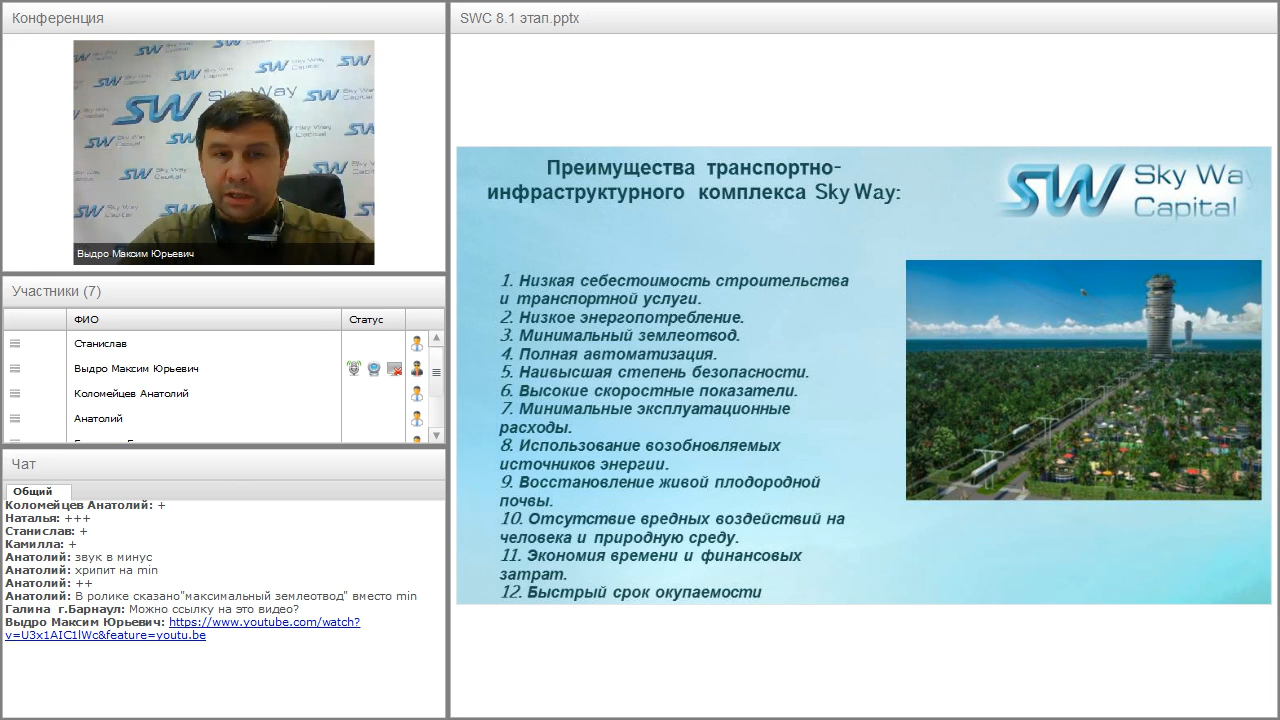 Конференция
SW Sky Way Capital
Выдро Максим Юрьевич
Участники (7)
ФИО
Статус
Станислав
Выдро Максим Юрьевич
Коломейцев Анатолий
Анатолий
Чат
Общий
Коломейцев Анатолий: +
Наталья: +++
Станислав: +
Камилла: +
Анатолий: звук в минус
Анатолий: хрипит на min
Анатолий: ++
Анатолий: В ролике сказано"максимальный землеотвод" вместо min
Галина г.Барнаул: Можно ссылку на это видео?
Выдро Максим Юрьевич: https://www.youtube.com/watch?
v=U3x1AIC1lWc&feature=youtu.be
SWC 8.1 этап.pptx
Преимущества транспортно-
инфраструктурного комплекса Sky Way:
SW Sky Way
Capital
1. Низкая себестоимость строительства
и транспортной услуги.
2. Низкое энергопотребление.
3. Минимальный землеотвод.
4. Полная автоматизация.
5. Наивысшая степень безопасности.
6. Высокие скоростные показатели.
7. Минимальные эксплуатационные
расходы.
8. Использование возобновляемых
источников энергии.
9. Восстановление живой плодородной
почвы.
10. Отсутствие вредных воздействий на
человека и природную среду.
11. Экономия времени и финансовых
затрат.
12. Быстрый срок окупаемости